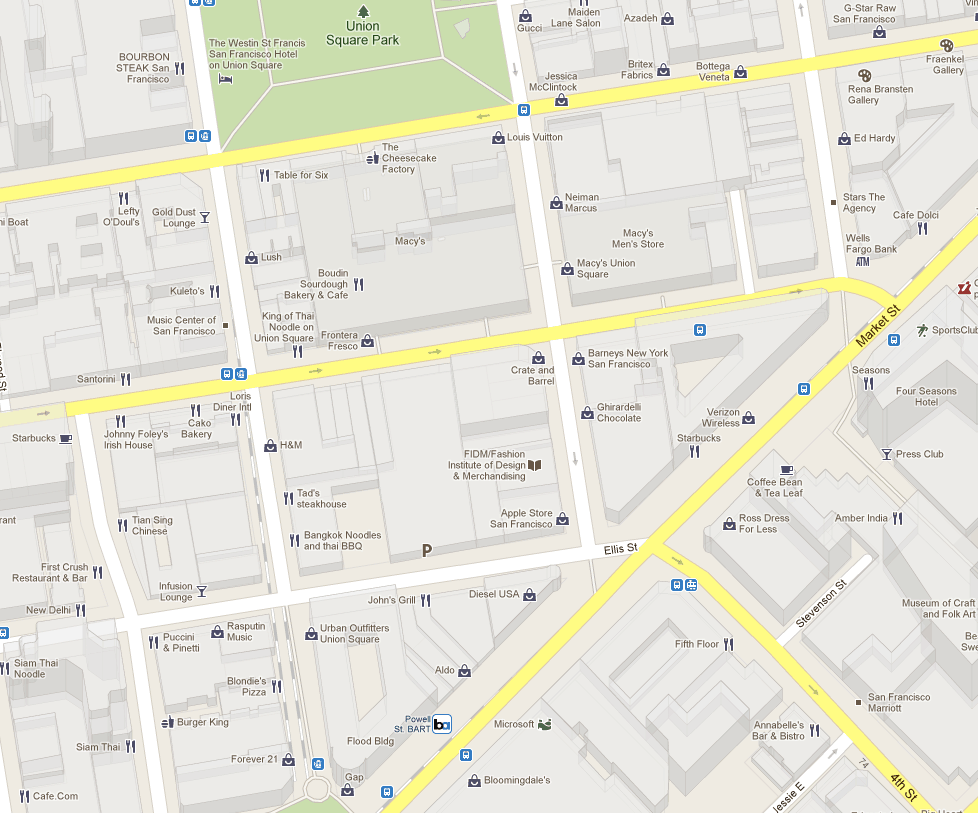 Union
Square Park
Maiden
Lane Salon
Gucci
Azadeh
G-Star Raw
San Francisco
Fraenkel
Gallery
BOURBON
STEAK San
Francisco
The Westin St Francis
San Francisco Hotel
on Union Square
Jessica
McClintock
Britex
Fabrics
Bottega
Veneta
Rena Bransten
Gallery
Louis Vuitton
Ed Hardy
The
Cheesecake
Factory
Table for Six
Lefty
O'Doul's
Gold Dust
Lounge
Neiman
Marcus
Stars The
Agency
Cafe Dolci
ni Boat
Macy's
Macy's
Men's Store
Wells
Fargo Bank
ATM
Lush
Macy's Union
Square
Boudin
Sourdough
Bakery & Cafe
Kuleto's
Music Center of
San Francisco
King of Thai
Noodle on
Union Square
Frontera
Fresco
Market St
SportsClub
Barneys New York
San Francisco
Crate and
Barrel
Santorini
Seasons
Four Seasons
Hotel
Loris
Diner Intl
Cako
Bakery
Johnny Foley's
Irish House
Starbucks
H&M
Ghirardelli
Chocolate
Verizon
Wireless
Starbucks
Press Club
FIDM/Fashion
Institute of Design
& Merchandising
Coffee Bean
& Tea Leaf
Tad's
steakhouse
Apple Store
San Francisco
Ross Dress
For Less
Amber India
Tian Sing
Chinese
rant
Bangkok Noodles
and thai BBQ
P
Ellis St
First Crush
Restaurant & Bar
Infusion
Lounge
John's Grill
Diesel USA
Stevenson St
New Delhi
Museum of Craft
and Folk Art
Rasputin
Music
Urban Outfitters
Union Square
Puccini
& Pinetti
Fifth Floor
Be
Swe
Siam Thai
Noodle
Aldo
Blondie's
Pizza
San Francisco
Marriott
Burger King
Powell
St. BART
ba
Microsoft
Annabelle's
Bar & Bistro
Siam Thai
Flood Bldg
Forever 21
74
Gap
Bloomingdale's
4th St
Cafe.Com
Jessie E